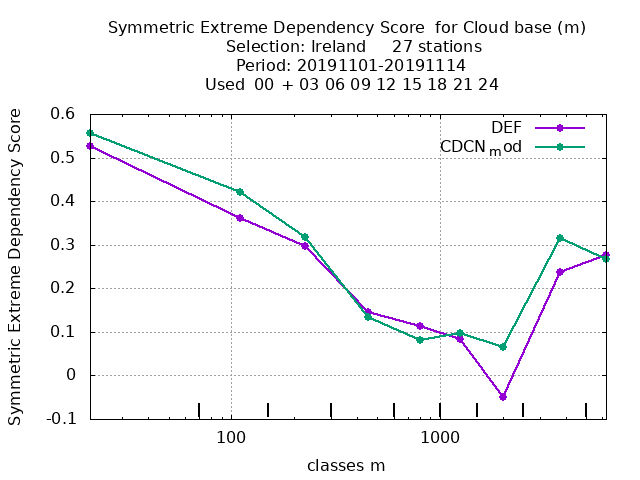 Symmetric Extreme Dependency Score  for Cloud base (m)
Selection: Ireland     27 stations
Period: 20191101-20191114
Used  00  + 03 06 09 12 15 18 21 24
Symmetric Extreme Dependency Score
0.6
0.5
0.4
0.3
0.2
0.1
0
-0.1
DEF
CDCNmod
100
1000
classes m